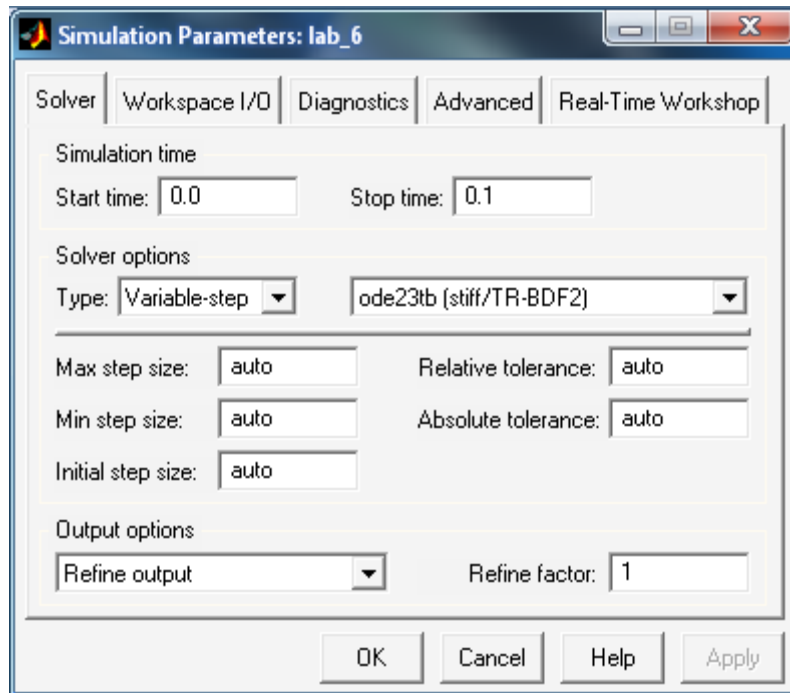 Simulation Parameters: lab_6
Solver Workspace I/O Diagnostics Advanced Real-Time Workshop
Simulation time
Start time: 0.0 Stop time: 0.1
Solver options
Type: Variable-step ode23tb (stiff/TR-BDF2)
Max step size: auto Relative tolerance: auto
Min step size: auto Absolute tolerance: auto
Initial step size: auto
Output options
Refine output Refine factor: 1
OK Cancel Help Apply